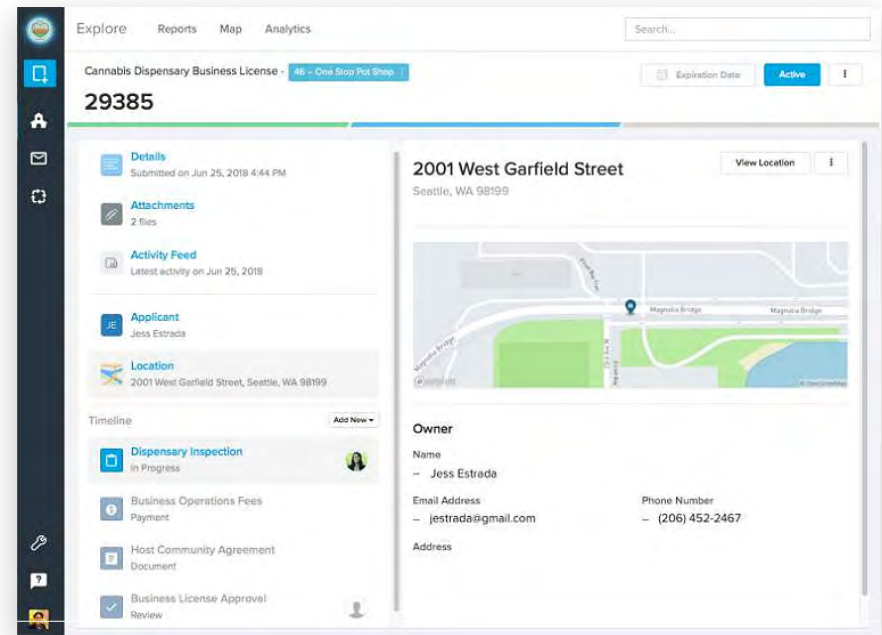 Explore Reports Map Analytics Search...
Cannabis Dispensary Business License - 46 – One Stop Pot Shop Expiration Date Active
29385
Details
Submitted on Jun 25, 2018 4:44 PM
Attachments
2 files
Activity Feed
Latest activity on Jun 25, 2018
JE
Applicant
Jess Estrada
Location
2001 West Garfield Street, Seattle, WA 98199
Timeline Add New
Dispensary Inspection
In Progress
Business Operations Fees
Payment
Host Community Agreement
Document
Business License Approval
Review
2001 West Garfield Street View Location
Seattle, WA 98199
Magnolia Bridge Magnolia Bridge
Magnolia Bridge
Owner
Name
– Jess Estrada
Email Address Phone Number
– jestrada@gmail.com – (206) 452-2467
Address